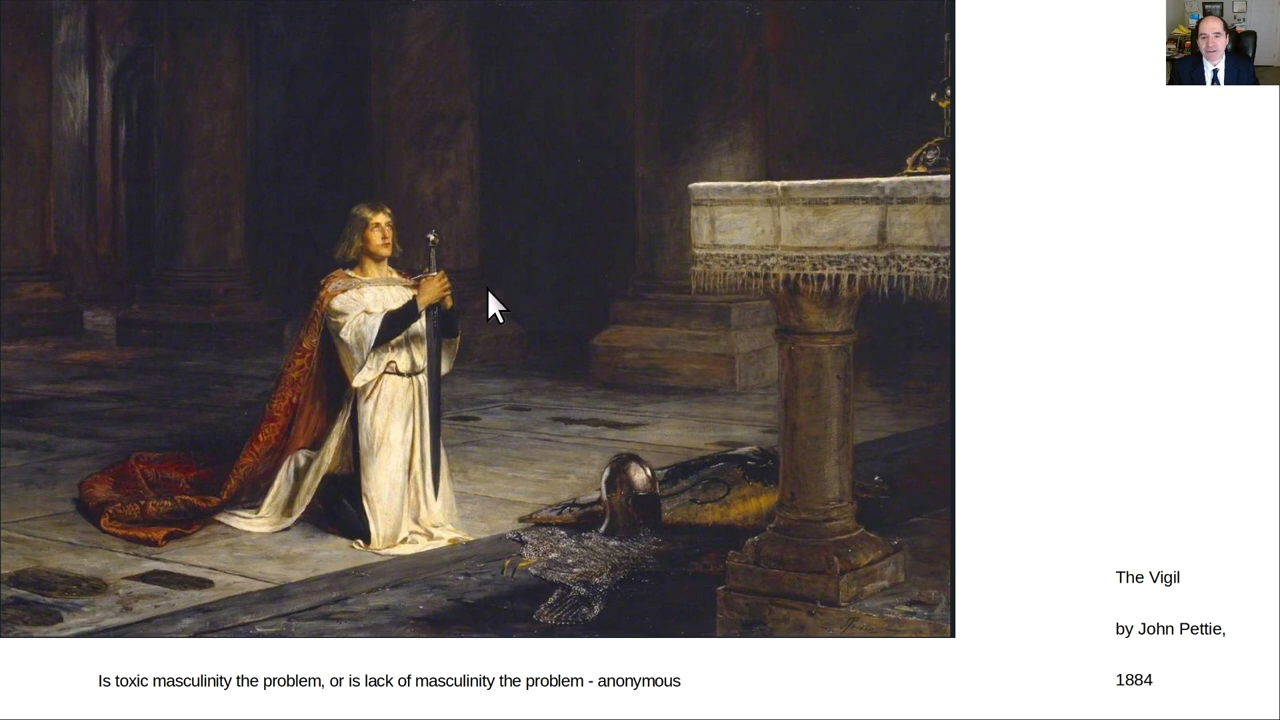 The Vigil
by John Pettie,
1884
Is toxic masculinity the problem, or is lack of masculinity the problem - anonymous